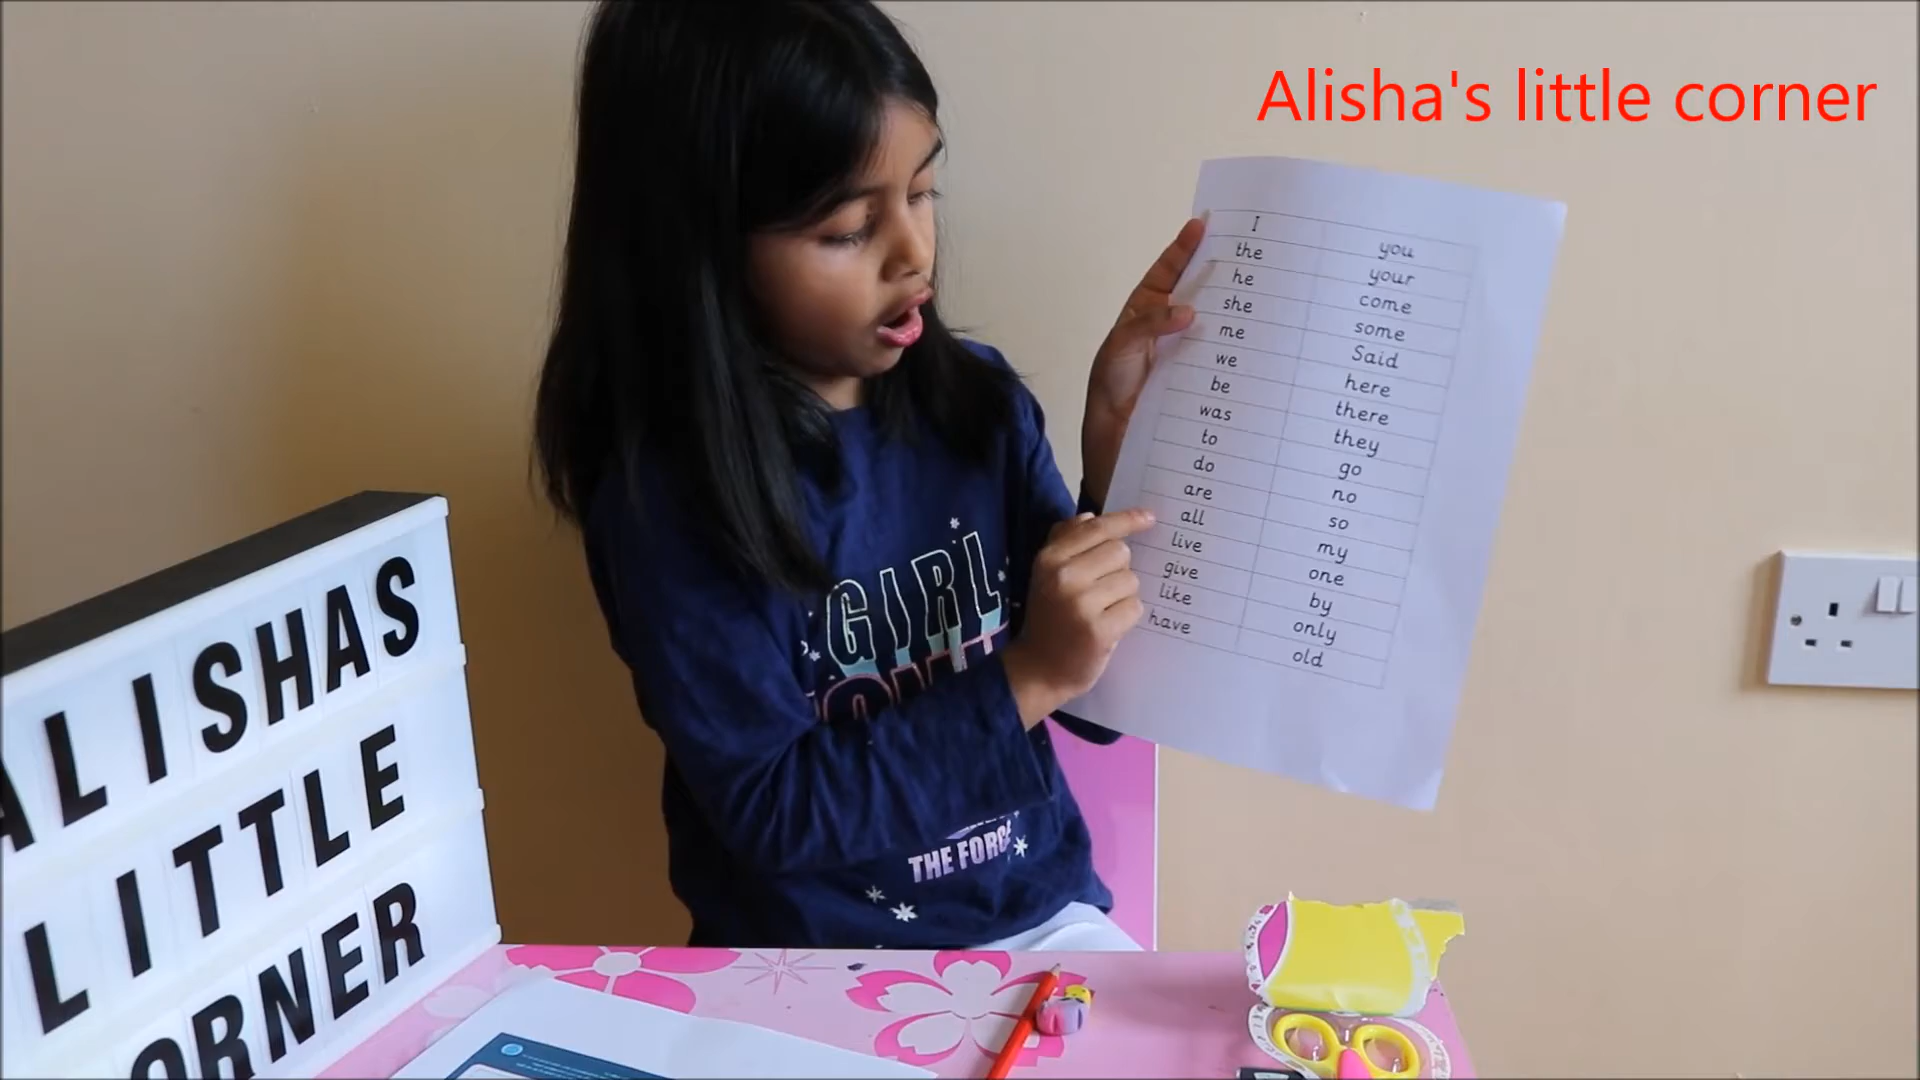 Alisha's little corner
I
the
he
she
me
we
be
was
to
do
are
all
live
give
like
have
you
your
come
some
Said
here
there
they
go
no
so
my
one
by
only
old
GIRL
THE FORCE
ALISHAS
LITTLE
ORNER